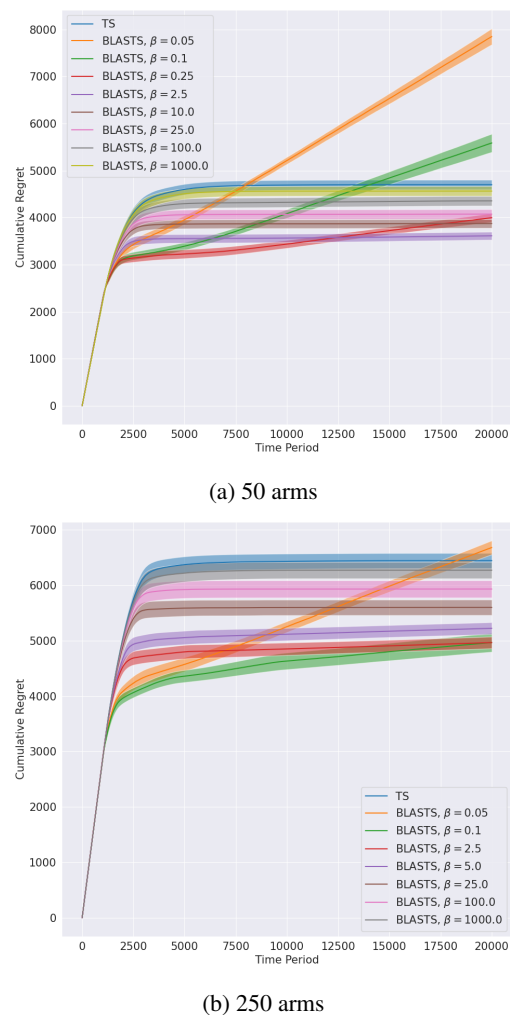 8000
7000
6000
5000
4000
3000
2000
1000
0
Cumulative Regret
TS
BLASTS, β = 0.05
BLASTS, β = 0.1
BLASTS, β = 0.25
BLASTS, β = 2.5
BLASTS, β = 10.0
BLASTS, β = 25.0
BLASTS, β = 100.0
BLASTS, β = 1000.0
0 2500 5000 7500 10000 12500 15000 17500 20000
Time Period
(a) 50 arms
7000
6000
5000
4000
3000
2000
1000
0
Cumulative Regret
TS
BLASTS, β = 0.05
BLASTS, β = 0.1
BLASTS, β = 2.5
BLASTS, β = 5.0
BLASTS, β = 25.0
BLASTS, β = 100.0
BLASTS, β = 1000.0
0 2500 5000 7500 10000 12500 15000 17500 20000
Time Period
(b) 250 arms